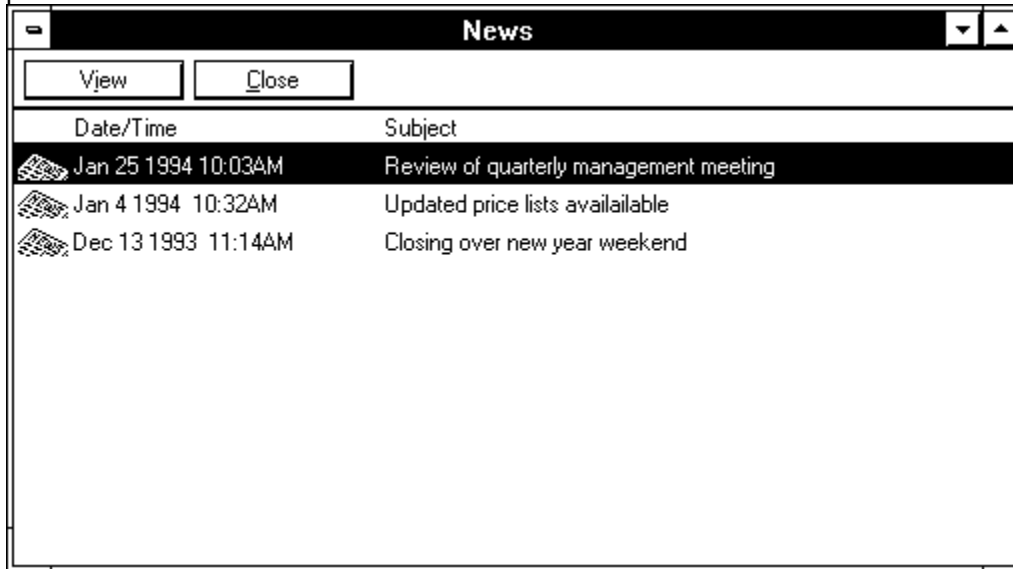 News
View Close
Date/Time Subject
Jan 25 1994 10:03AM Review of quarterly management meeting
Jan 4 1994 10:32AM Updated price lists availailable
Dec 13 1993 11:14AM Closing over new year weekend